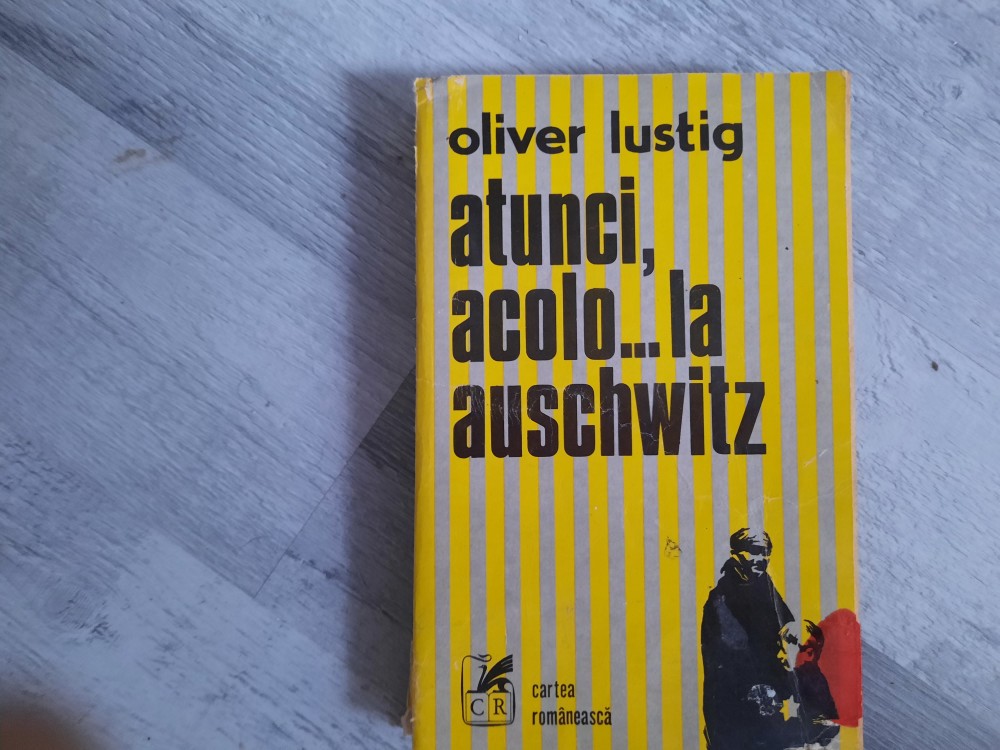 oliver lustig
atunci,
acolo... la
auschwitz
CR
cartea
românească